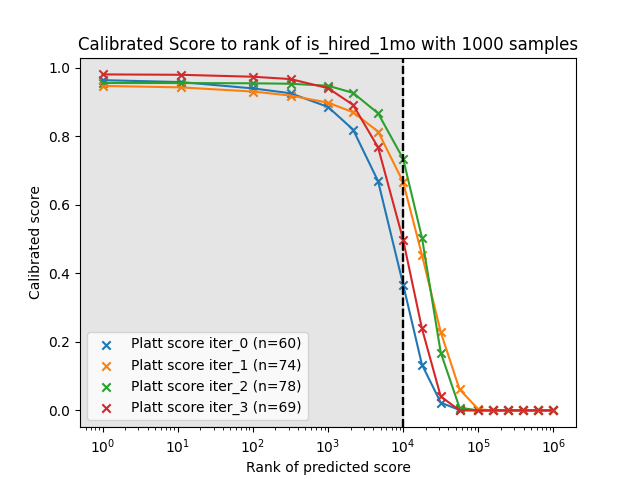 Calibrated Score to rank of is_hired_1mo with 1000 samples
1.0
0.8
0.6
0.4
0.2
0.0
Calibrated score
Platt score iter_0 (n=60)
Platt score iter_1 (n=74)
Platt score iter_2 (n=78)
Platt score iter_3 (n=69)
10⁰ 10¹ 10² 10³ 10⁴ 10⁵ 10⁶
Rank of predicted score